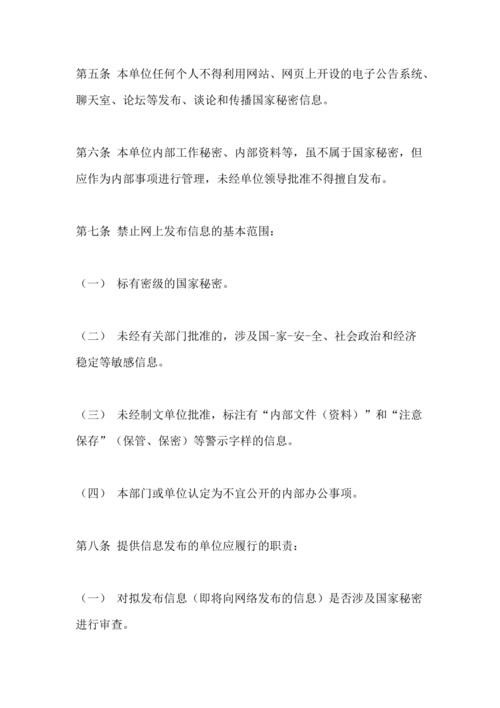 第五条 本单位任何个人不得利用网站、网页上开设的电子公告系统、
聊天室、论坛等发布、谈论和传播国家秘密信息。
第六条 本单位内部工作秘密、内部资料等，虽不属于国家秘密，但
应作为内部事项进行管理，未经单位领导批准不得擅自发布。
第七条 禁止网上发布信息的基本范围：
（一） 标有密级的国家秘密。
（二） 未经有关部门批准的，涉及国-家-安-全、社会政治和经济
稳定等敏感信息。
（三） 未经制文单位批准，标注有“内部文件（资料）”和“注意
保存”（保管、保密）等警示字样的信息。
（四） 本部门或单位认定为不宜公开的内部办公事项。
第八条 提供信息发布的单位应履行的职责：
（一） 对拟发布信息（即将向网络发布的信息）是否涉及国家秘密
进行审查。